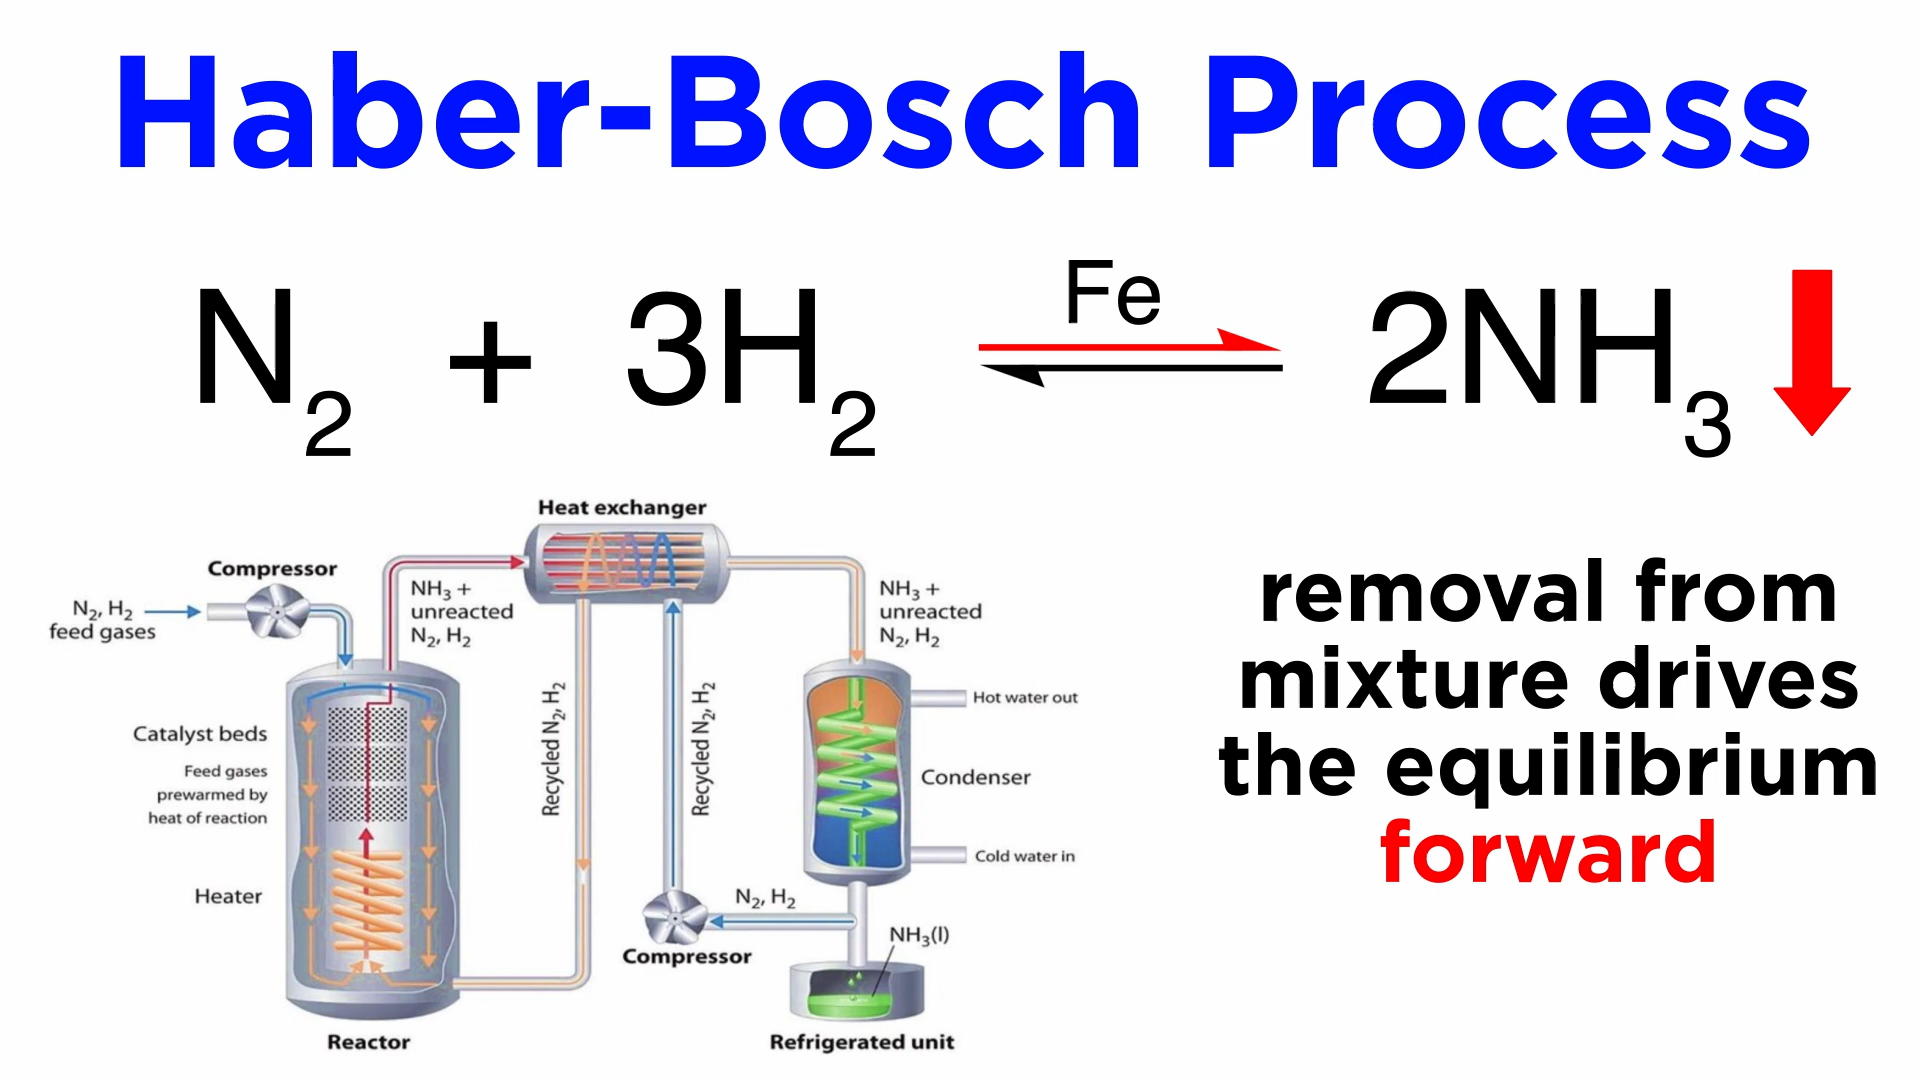 Haber-Bosch Process
N₂ + 3H₂ Fe ⇌ 2NH₃
Heat exchanger
Compressor
N₂, H₂
feed gases
NH₃ +
unreacted
N₂, H₂
NH₃ +
unreacted
N₂, H₂
Recycled N₂, H₂
Recycled N₂, H₂
Catalyst beds
Feed gases
prewarmed by
heat of reaction
Heater
Hot water out
Condenser
Cold water in
N₂, H₂
Compressor
NH₃(l)
Reactor
Refrigerated unit
removal from
mixture drives
the equilibrium
forward